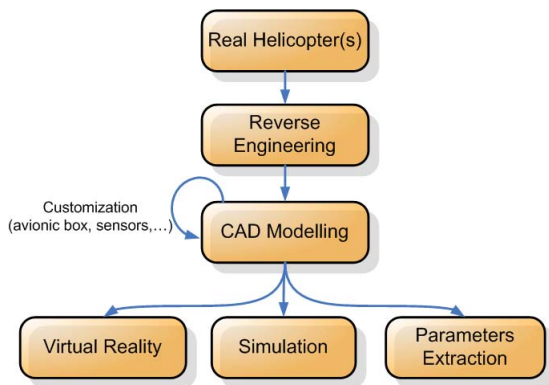 Real Helicopter(s)
Reverse
Engineering
Customization
(avionic box, sensors,...)
CAD Modelling
Virtual Reality
Simulation
Parameters
Extraction